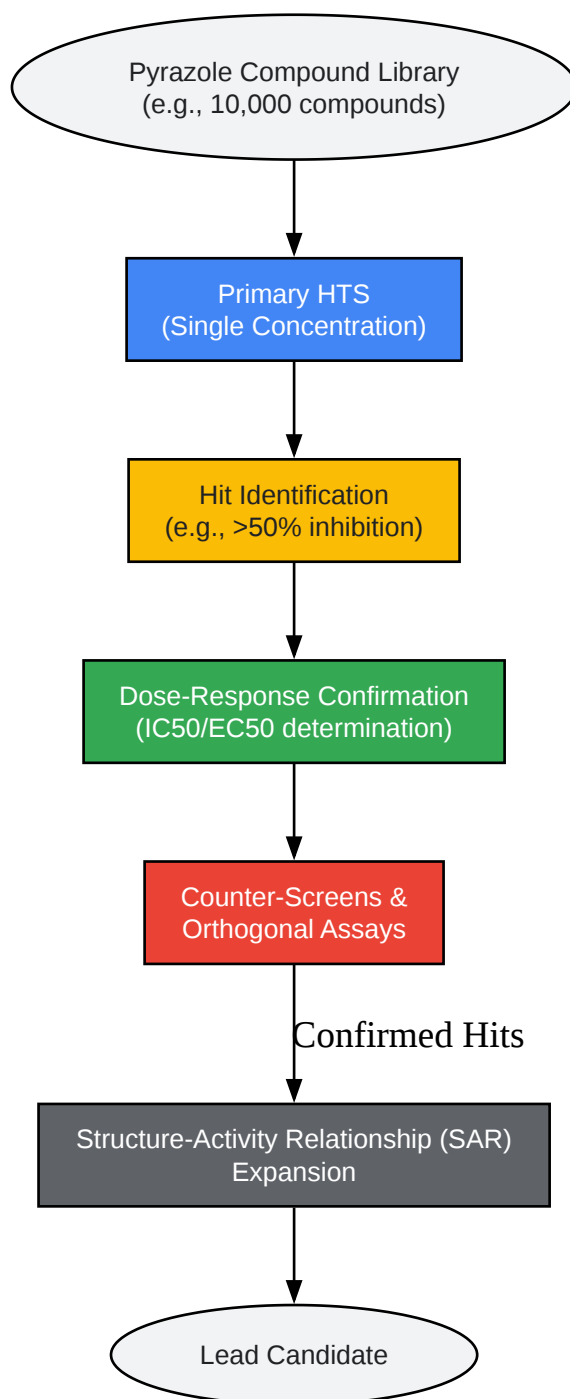 Pyrazole Compound Library
(e.g., 10,000 compounds)
Primary HTS
(Single Concentration)
Hit Identification
(e.g., >50% inhibition)
Dose-Response Confirmation
(IC50/EC50 determination)
Counter-Screens &
Orthogonal Assays
Confirmed Hits
Structure-Activity Relationship (SAR)
Expansion
Lead Candidate